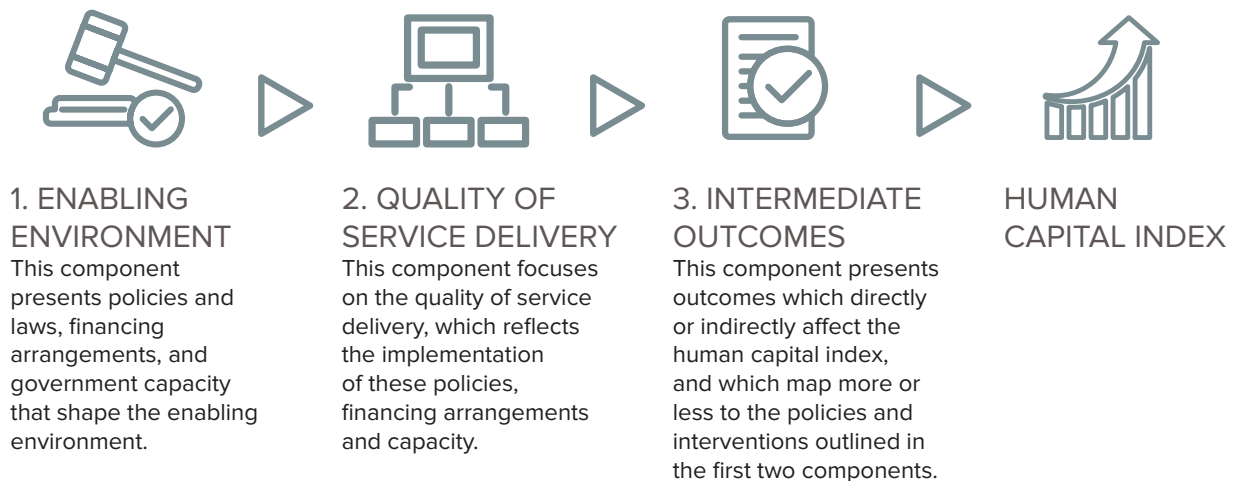 1. ENABLING
ENVIRONMENT
This component
presents policies and
laws, financing
arrangements, and
government capacity
that shape the enabling
environment.
2. QUALITY OF
SERVICE DELIVERY
This component focuses
on the quality of service
delivery, which reflects
the implementation
of these policies,
financing arrangements
and capacity.
3. INTERMEDIATE
OUTCOMES
This component presents
outcomes which directly
or indirectly affect the
human capital index,
and which map more or
less to the policies and
interventions outlined in
the first two components.
HUMAN
CAPITAL INDEX